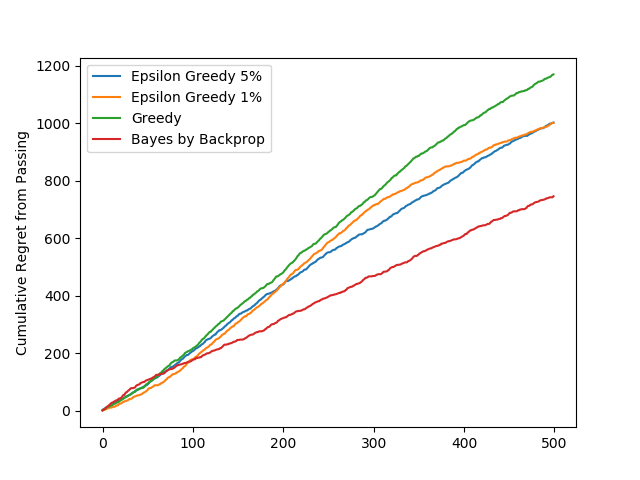 Epsilon Greedy 5%
Epsilon Greedy 1%
Greedy
Bayes by Backprop
Cumulative Regret from Passing
1200
1000
800
600
400
200
0
0 100 200 300 400 500